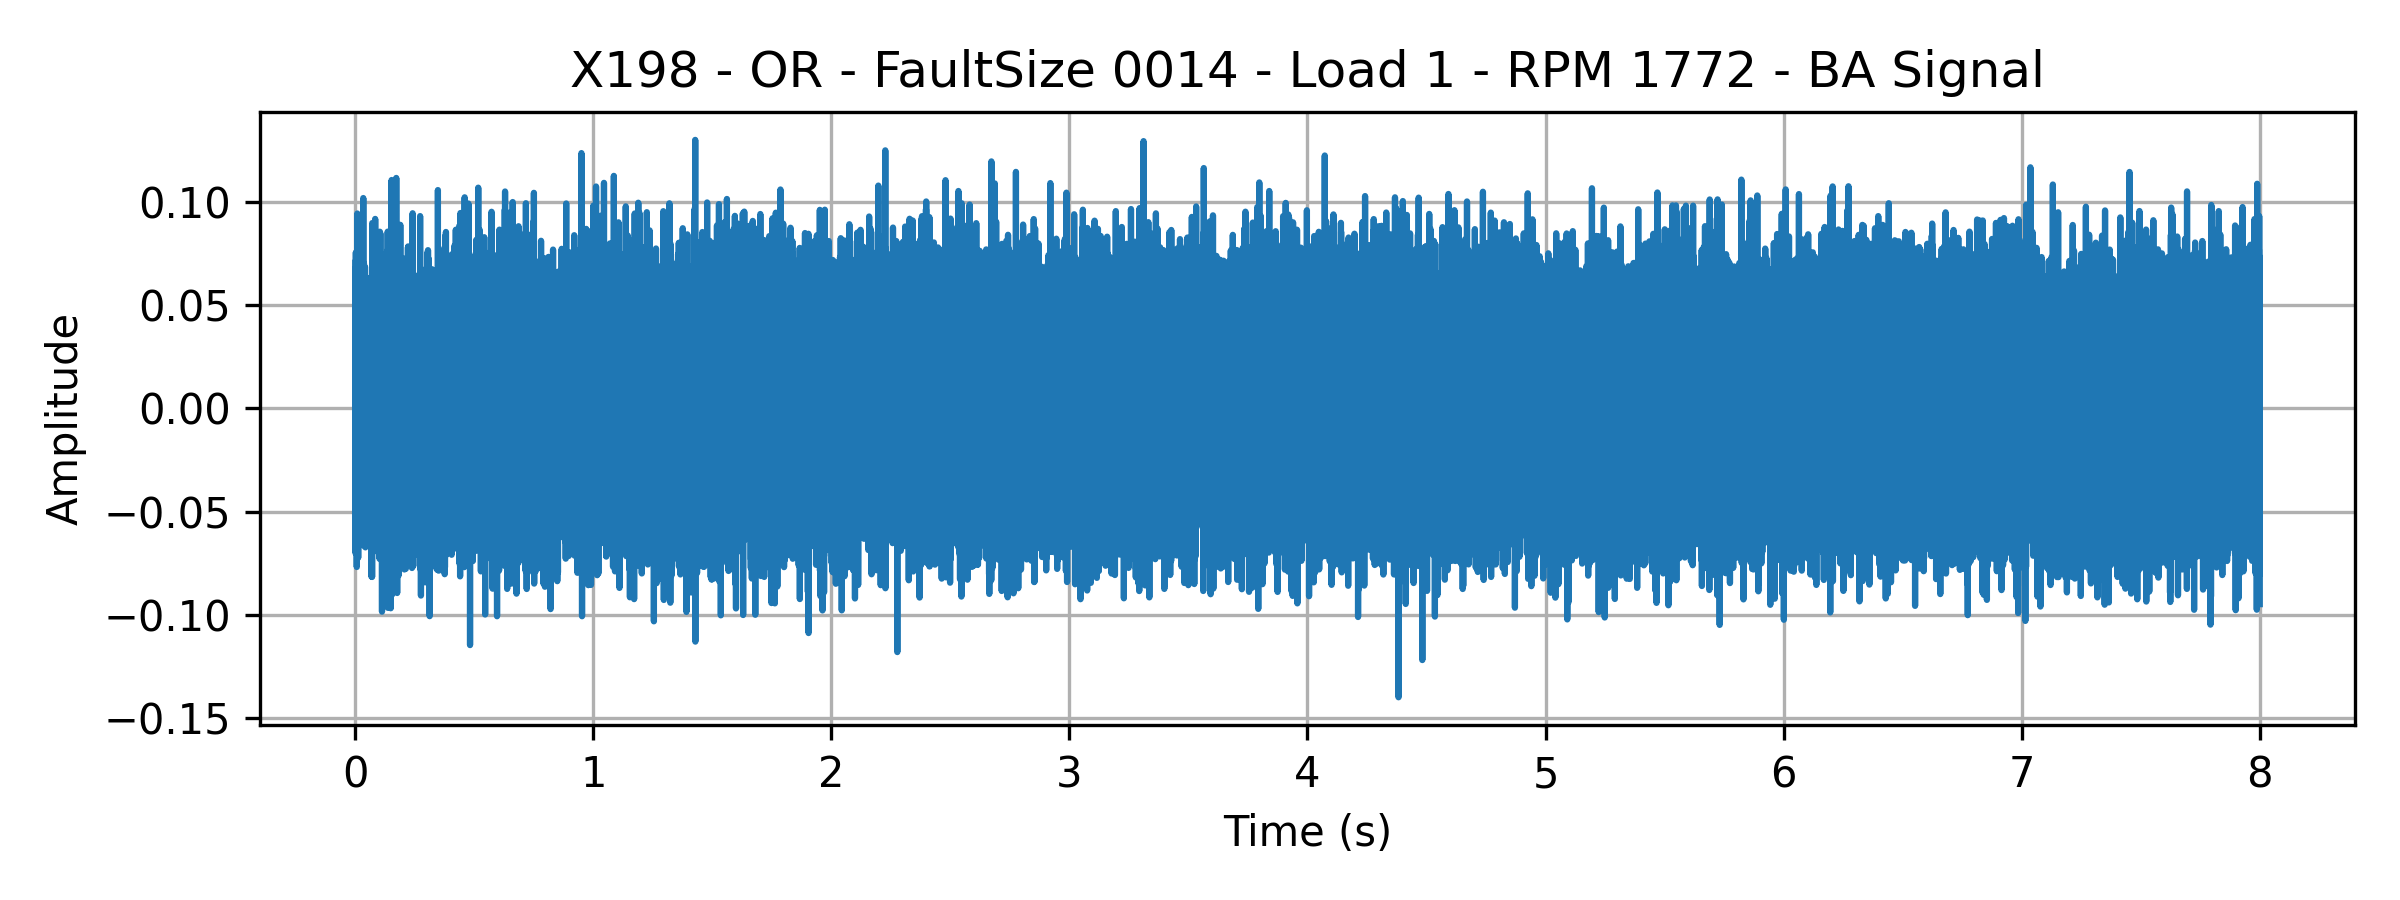 X198 - OR - FaultSize 0014 - Load 1 - RPM 1772 - BA Signal
Amplitude
0.10
0.05
0.00
−0.05
−0.10
−0.15
0 1 2 3 4 5 6 7 8
Time (s)